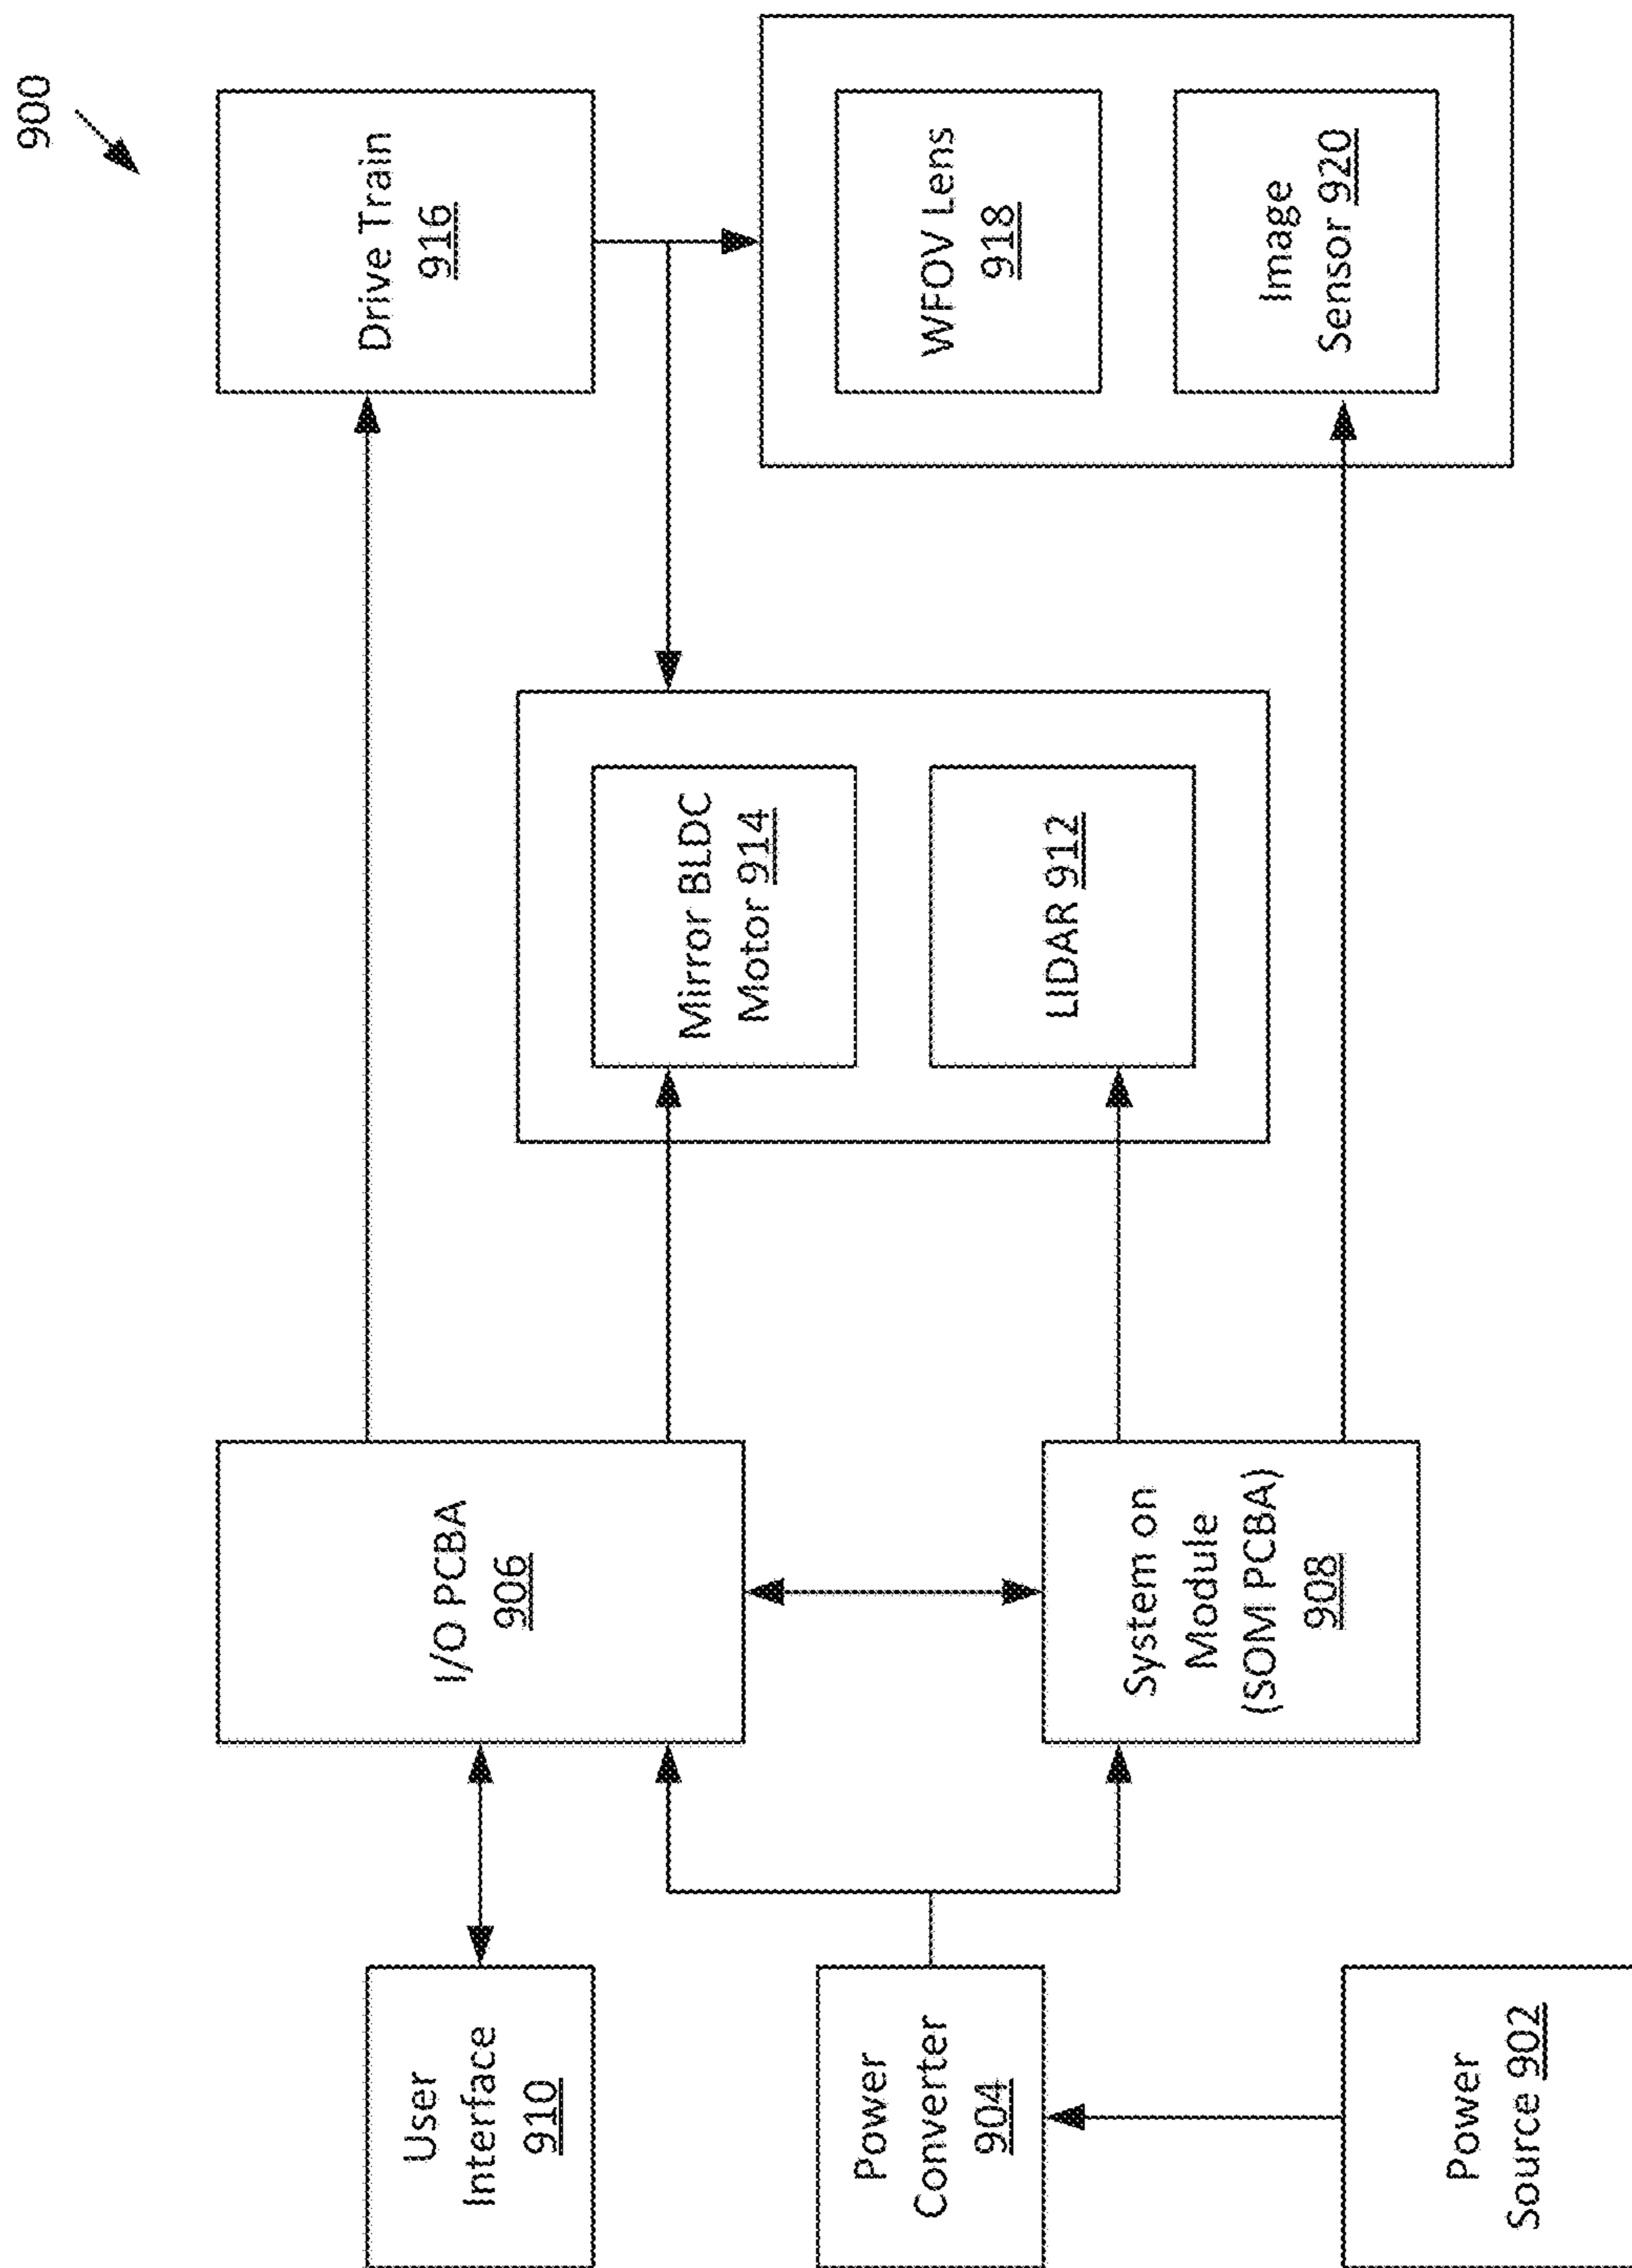 900
User
Interface
910
I/O PCBA
906
Drive Train
916
Mirror BLDC
Motor 914
LIDAR 912
WFOV Lens
918
Image
Sensor 920
Power
Converter
904
System on
Module
(SOM PCBA)
908
Power
Source 902